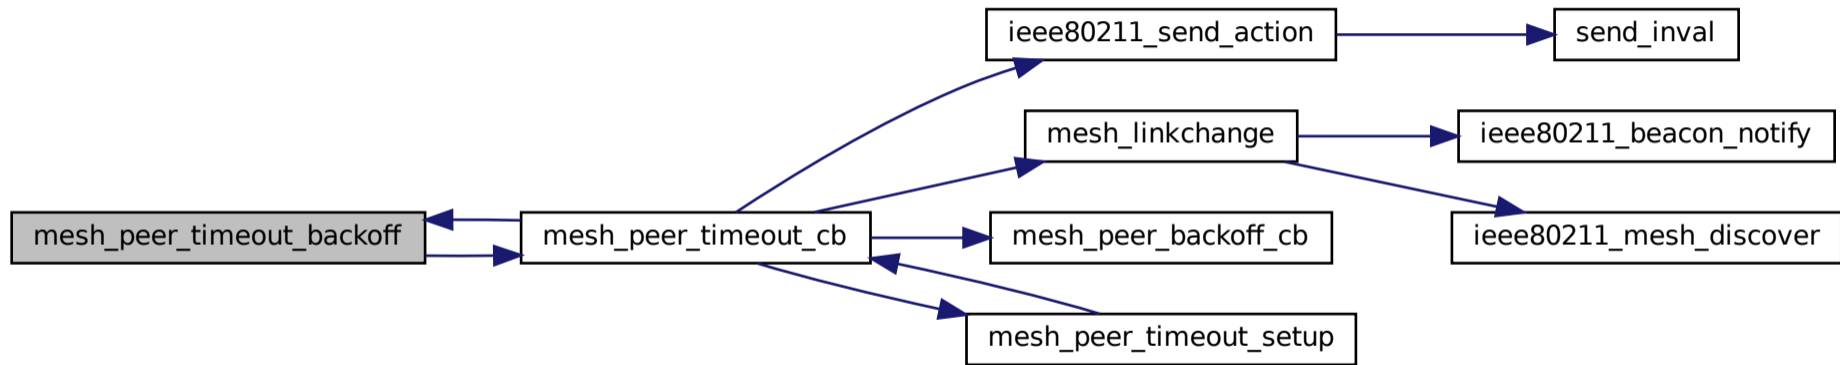 ieee80211_send_action
send_inval
mesh_linkchange
ieee80211_beacon_notify
mesh_peer_timeout_backoff
mesh_peer_timeout_cb
mesh_peer_backoff_cb
ieee80211_mesh_discover
mesh_peer_timeout_setup